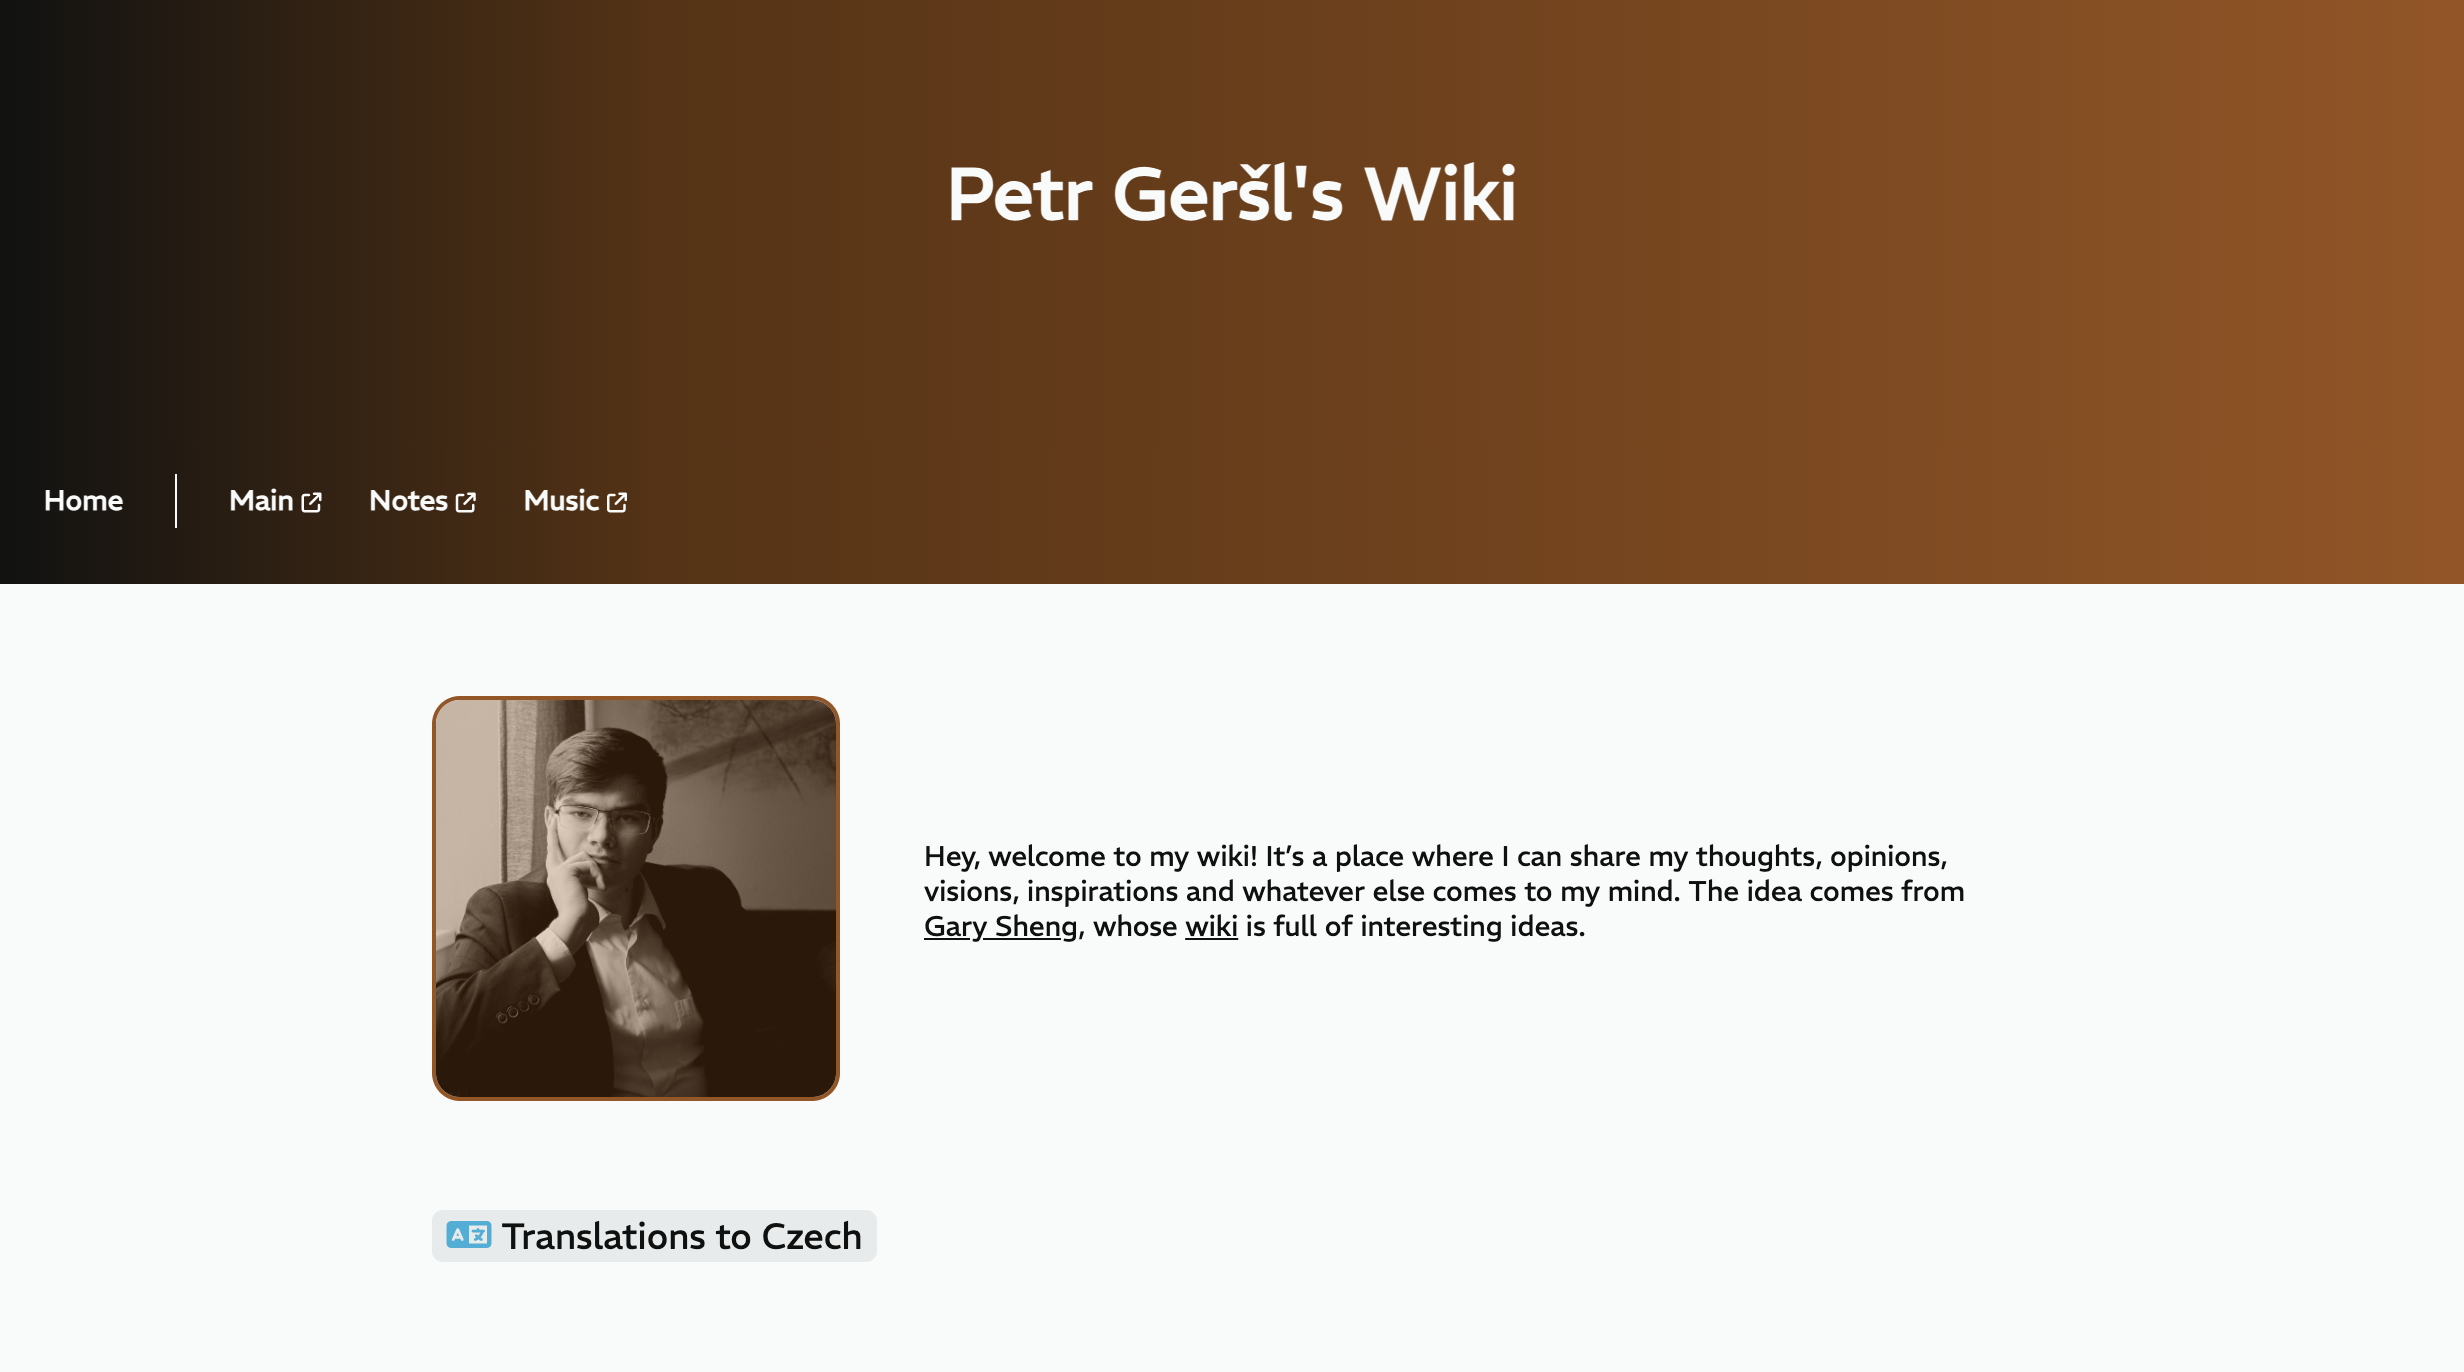 Petr Geršl's Wiki
Home
Main
Notes
Music
Hey, welcome to my wiki! It’s a place where I can share my thoughts, opinions,
visions, inspirations and whatever else comes to my mind. The idea comes from
Gary Sheng, whose wiki is full of interesting ideas.
A 文 Translations to Czech